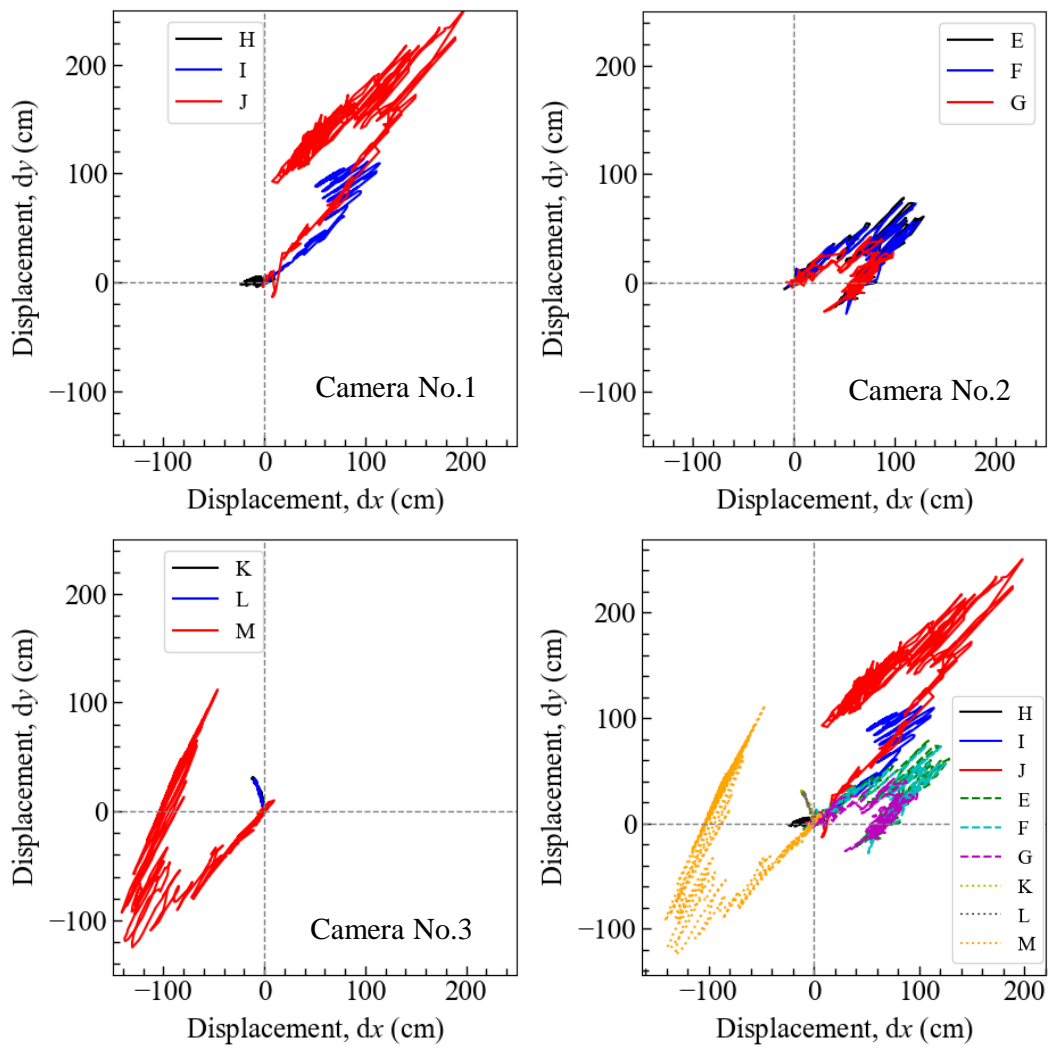 H
I
J
200
100
0
−100
Displacement, dy (cm)
Camera No.1
−100
0
100
200
Displacement, dx (cm)
E
F
G
200
100
0
−100
Displacement, dy (cm)
Camera No.2
−100
0
100
200
Displacement, dx (cm)
K
L
M
200
100
0
−100
Displacement, dy (cm)
Camera No.3
−100
0
100
200
Displacement, dx (cm)
200
100
0
−100
Displacement, dy (cm)
H
I
J
E
F
G
K
L
M
−100
0
100
200
Displacement, dx (cm)